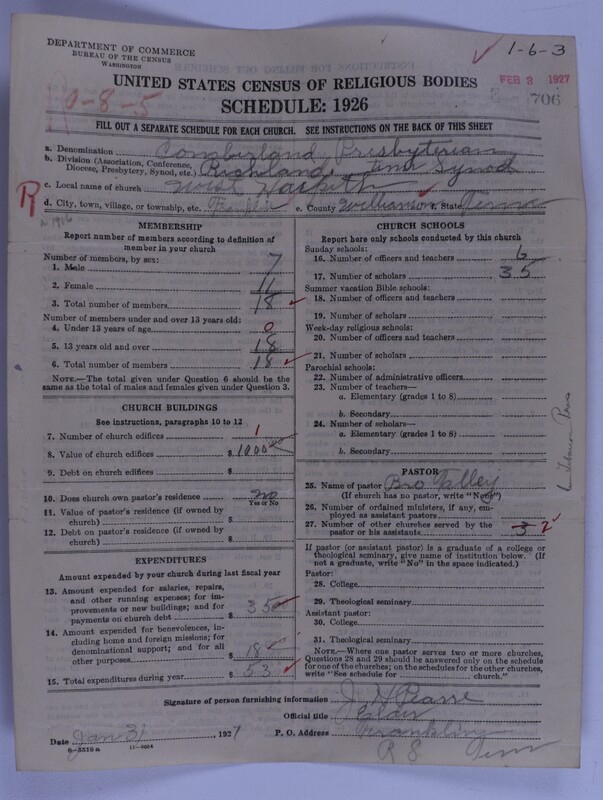 DEPARTMENT OF COMMERCE
BUREAU OF THE CENSUS
WASHINGTON
1-6-3
UNITED STATES CENSUS OF RELIGIOUS BODIES
FEB 3 1927
SCHEDULE: 1926
706
0-8-5
FILL OUT A SEPARATE SCHEDULE FOR EACH CHURCH. SEE INSTRUCTIONS ON THE BACK OF THIS SHEET
a. Denomination Cumberland Presbyterian
b. Division (Association, Conference, Diocese, Presbytery, Synod, etc.) Richland Tenn Synod
c. Local name of church West Harpeth
d. City, town, village, or township, etc. Franklin e. County Williamson f. State Tenn
R
MEMBERSHIP
Report number of members according to definition of member in your church
Number of members, by sex:
1. Male 7
2. Female 11
3. Total number of members 18
Number of members under and over 13 years old:
4. Under 13 years of age 0
5. 13 years old and over 18
6. Total number of members 18
NOTE.—The total given under Question 6 should be the same as the total of males and females given under Question 3.
CHURCH BUILDINGS
See instructions, paragraphs 10 to 12
7. Number of church edifices 1
8. Value of church edifices $ 1000 00
9. Debt on church edifices $
10. Does church own pastor's residence no
Yes or No
11. Value of pastor's residence (if owned by church) $
12. Debt on pastor's residence (if owned by church) $
EXPENDITURES
Amount expended by your church during last fiscal year
13. Amount expended for salaries, repairs, and other running expenses; for improvements or new buildings; and for payments on church debt $ 35
14. Amount expended for benevolences, including home and foreign missions; for denominational support; and for all other purposes $ 18
15. Total expenditures during year $ 53
CHURCH SCHOOLS
Report here only schools conducted by this church
Sunday schools:
16. Number of officers and teachers 6
17. Number of scholars 35
Summer vacation Bible schools:
18. Number of officers and teachers
19. Number of scholars
Week-day religious schools:
20. Number of officers and teachers
21. Number of scholars
Parochial schools:
22. Number of administrative officers
23. Number of teachers—
a. Elementary (grades 1 to 8)
b. Secondary
24. Number of scholars—
a. Elementary (grades 1 to 8)
b. Secondary
PASTOR
25. Name of pastor Bro Talley
(If church has no pastor, write "None")
26. Number of ordained ministers, if any, employed as assistant pastors
27. Number of other churches served by the pastor or his assistants 3 2
If pastor (or assistant pastor) is a graduate of a college or theological seminary, give name of institution below. (If not a graduate, write "No" in the space indicated.)
Pastor:
28. College
29. Theological seminary
Assistant pastor:
30. College
31. Theological seminary
NOTE.—Where one pastor serves two or more churches, Questions 28 and 29 should be answered only on the schedule for one of the churches; on the schedules for the other churches, write "See schedule for church."
Lebanon Tenn
Signature of person furnishing information J H Pearre
Official title Elder
Date Jan 31, 1927 P. O. Address Franklin
R 8 Tenn
8-5310a 11-9064